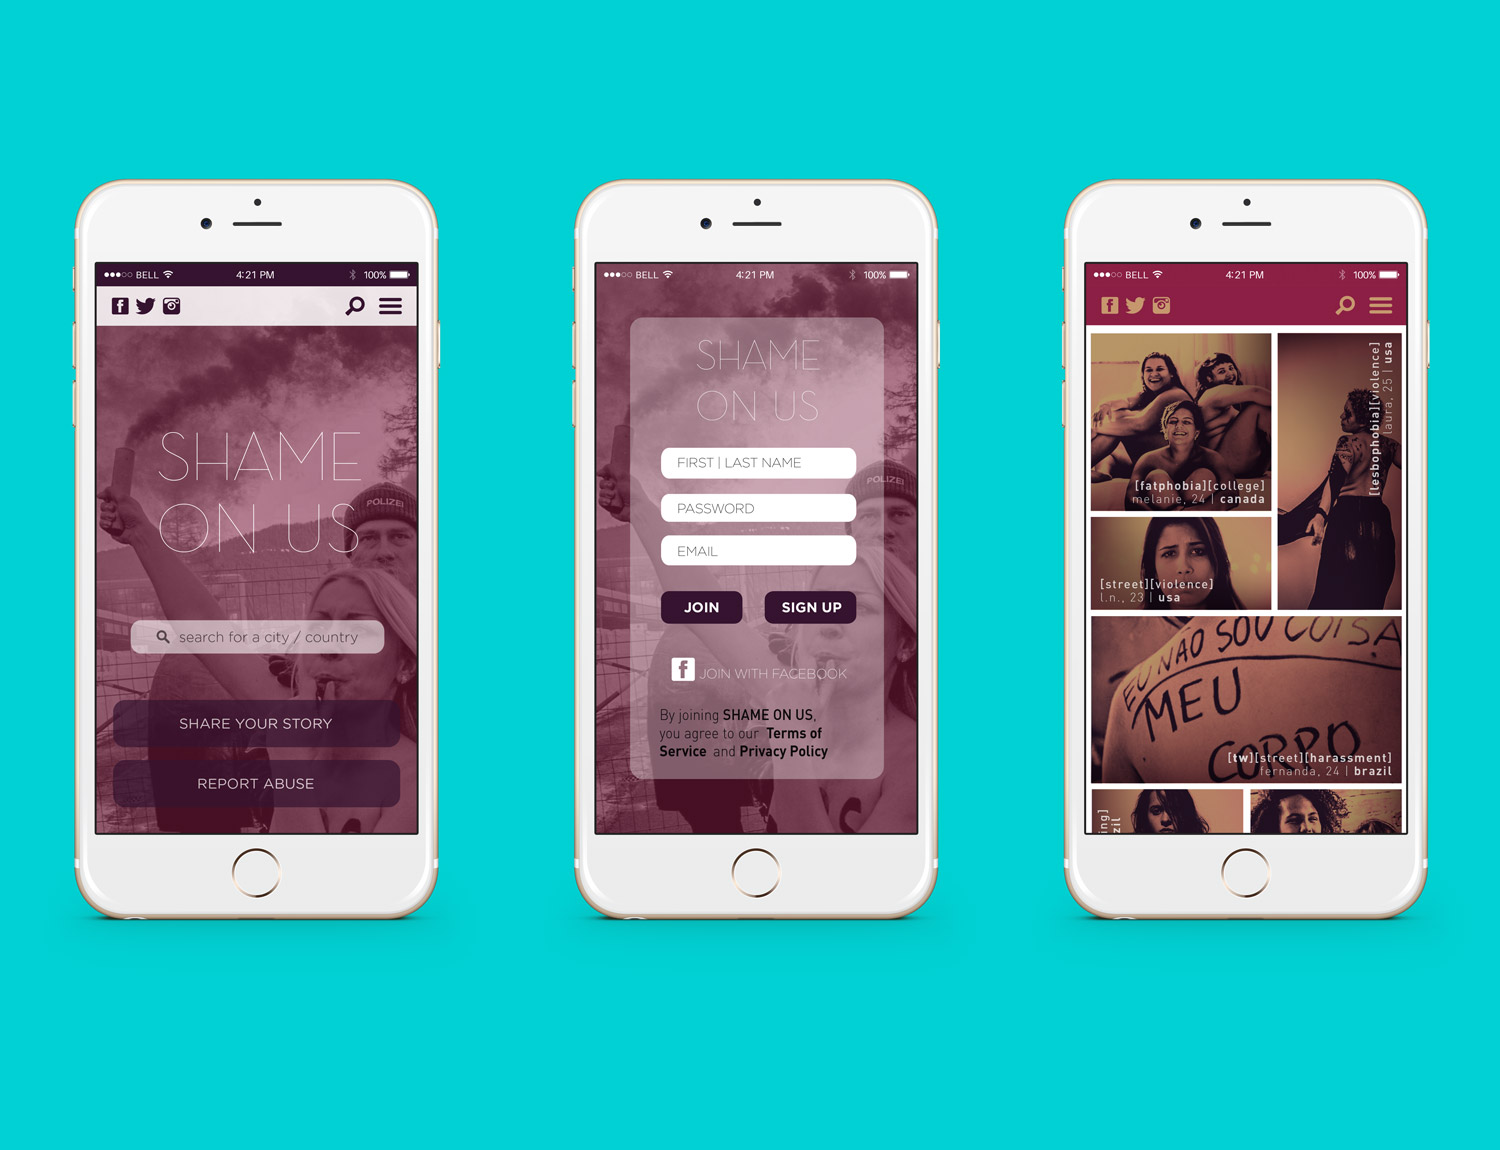 BELL
4:21 PM
100%
SHAME
ON US
POLIZEI
search for a city / country
SHARE YOUR STORY
REPORT ABUSE
BELL
4:21 PM
100%
SHAME
ON US
FIRST | LAST NAME
POLIZEI
PASSWORD
EMAIL
JOIN
SIGN UP
JOIN WITH FACEBOOK
By joining SHAME ON US,
you agree to our Terms of
Service and Privacy Policy
BELL
4:21 PM
100%
[fatphobia][college]
melanie, 24 | canada
[lesbophobia][violence]
laura, 25 | usa
[street][violence]
l.n., 23 | usa
EU NÃO SOU COISA
MEU
CORPO
[tw][street][harassment]
fernanda, 24 | brazil
ing]
zil